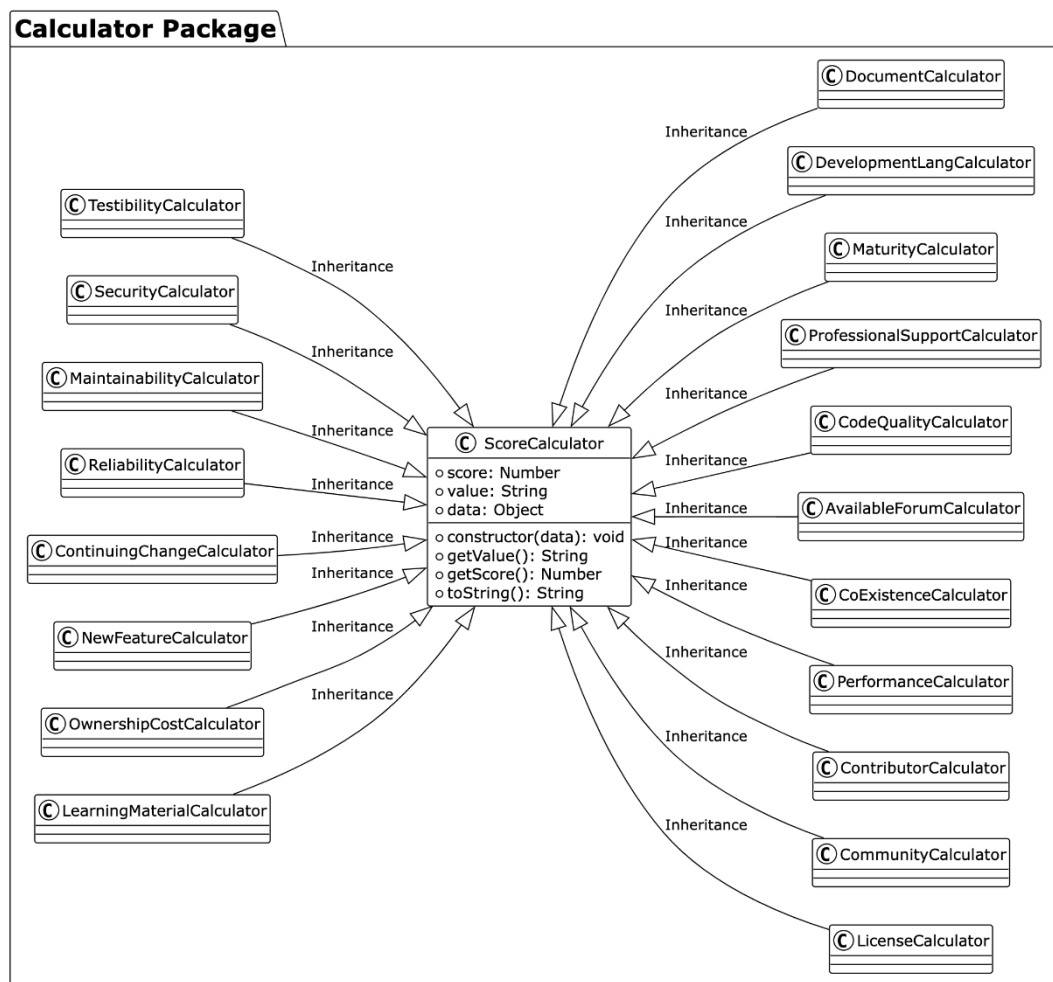 Calculator Package
DocumentCalculator
Inheritance
DevelopmentLangCalculator
TestibilityCalculator
Inheritance
MaturityCalculator
Inheritance
SecurityCalculator
Inheritance
ProfessionalSupportCalculator
Inheritance
MaintainabilityCalculator
Inheritance
CodeQualityCalculator
Inheritance
ReliabilityCalculator
Inheritance
AvailableForumCalculator
Inheritance
ContinuingChangeCalculator
Inheritance
CoExistenceCalculator
Inheritance
NewFeatureCalculator
Inheritance
PerformanceCalculator
Inheritance
OwnershipCostCalculator
Inheritance
ContributorCalculator
Inheritance
LearningMaterialCalculator
Inheritance
CommunityCalculator
Inheritance
LicenseCalculator
Inheritance
Inheritance
C ScoreCalculator
score: Number
value: String
data: Object
constructor(data): void
getValue(): String
getScore(): Number
toString(): String